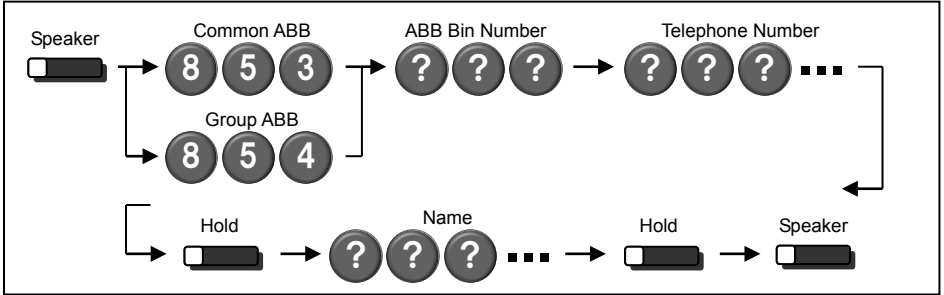 Speaker
Common ABB
ABB Bin Number
Telephone Number
8 5 3
? ? ?
? ? ?
Group ABB
8 5 4
Hold
Name
Hold
Speaker
? ? ?